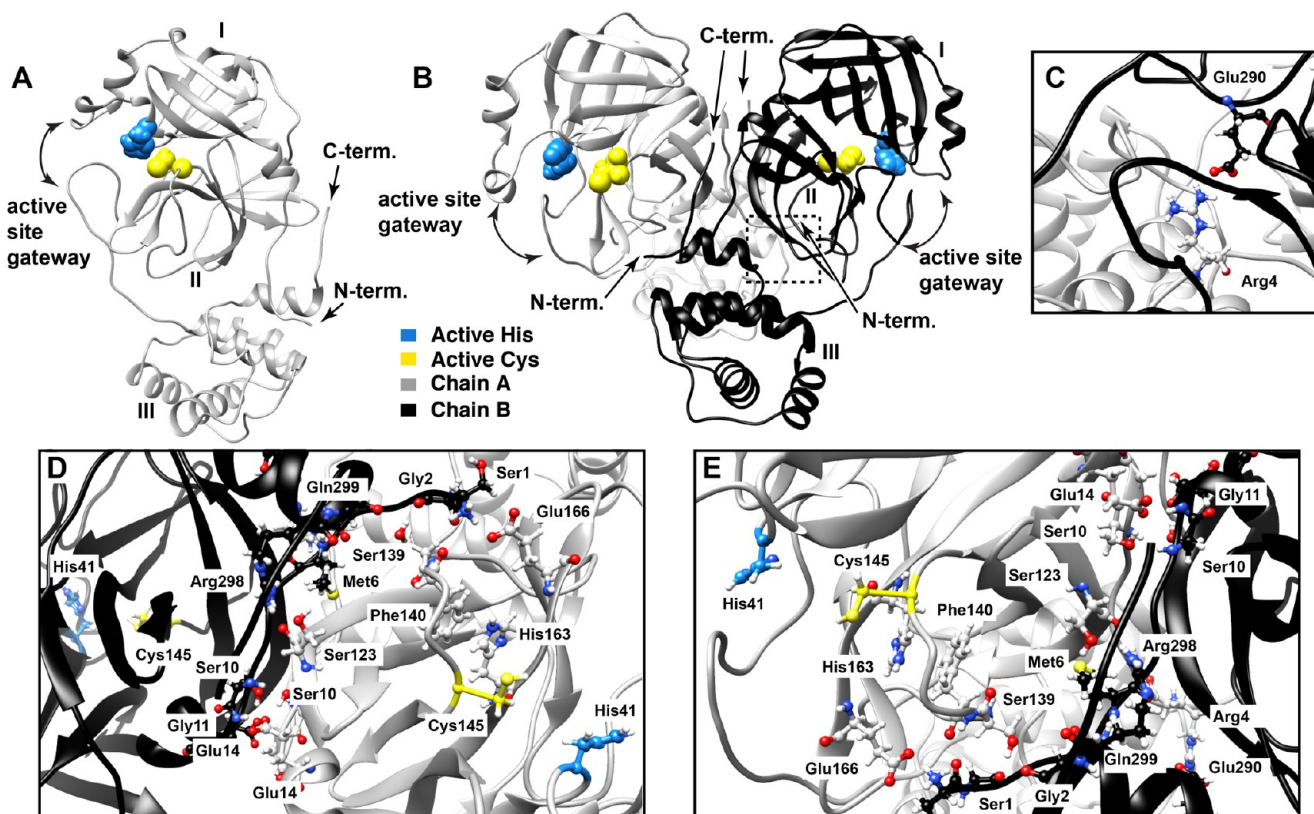 A
I
C-term.
active
site
gateway
II
N-term.
III
B
C-term.
I
active site
gateway
II
active site
gateway
N-term.
N-term.
III
Active His
Active Cys
Chain A
Chain B
C
Glu290
Arg4
D
Gln299
Gly2
Ser1
Glu166
Ser139
His41
Arg298
Met6
Phe140
His163
Cys145
Ser123
Ser10
Ser10
Cys145
His41
Gly11
Glu14
Glu14
E
Glu14
Gly11
Ser10
Cys145
Ser123
Ser10
His41
Phe140
Arg298
His163
Met6
Ser139
Arg4
Glu166
Gln299
Glu290
Ser1
Gly2